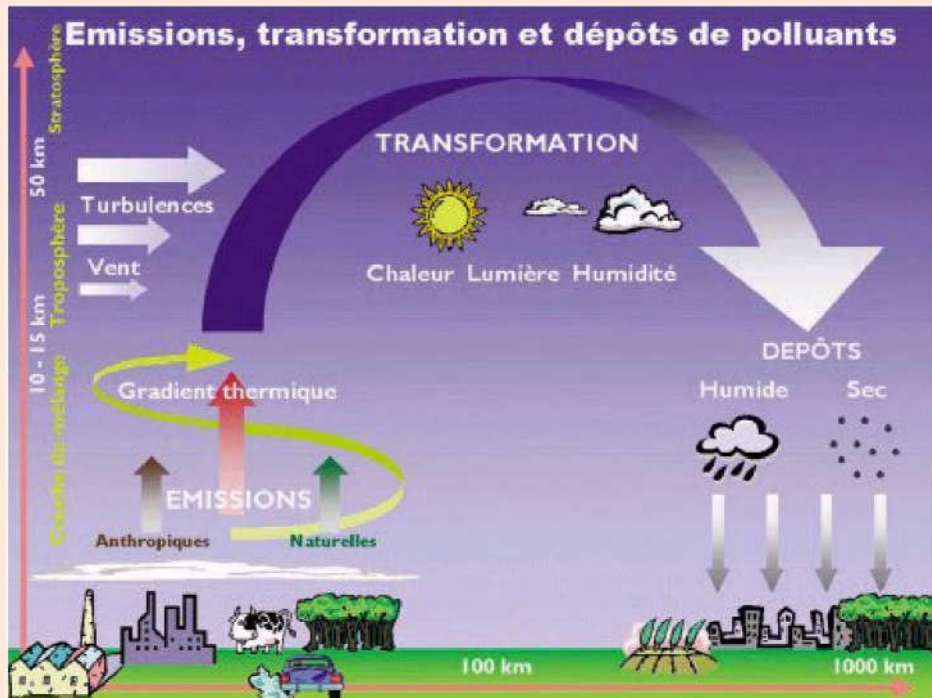 Emissions, transformation et dépôts de polluants
Stratosphère
50 km
Troposphère
10 - 15 km
Couche de mélange
Turbulences
Vent
TRANSFORMATION
Chaleur Lumière Humidité
Gradient thermique
EMISSIONS
Anthropiques
Naturelles
DEPÔTS
Humide Sec
100 km
1000 km